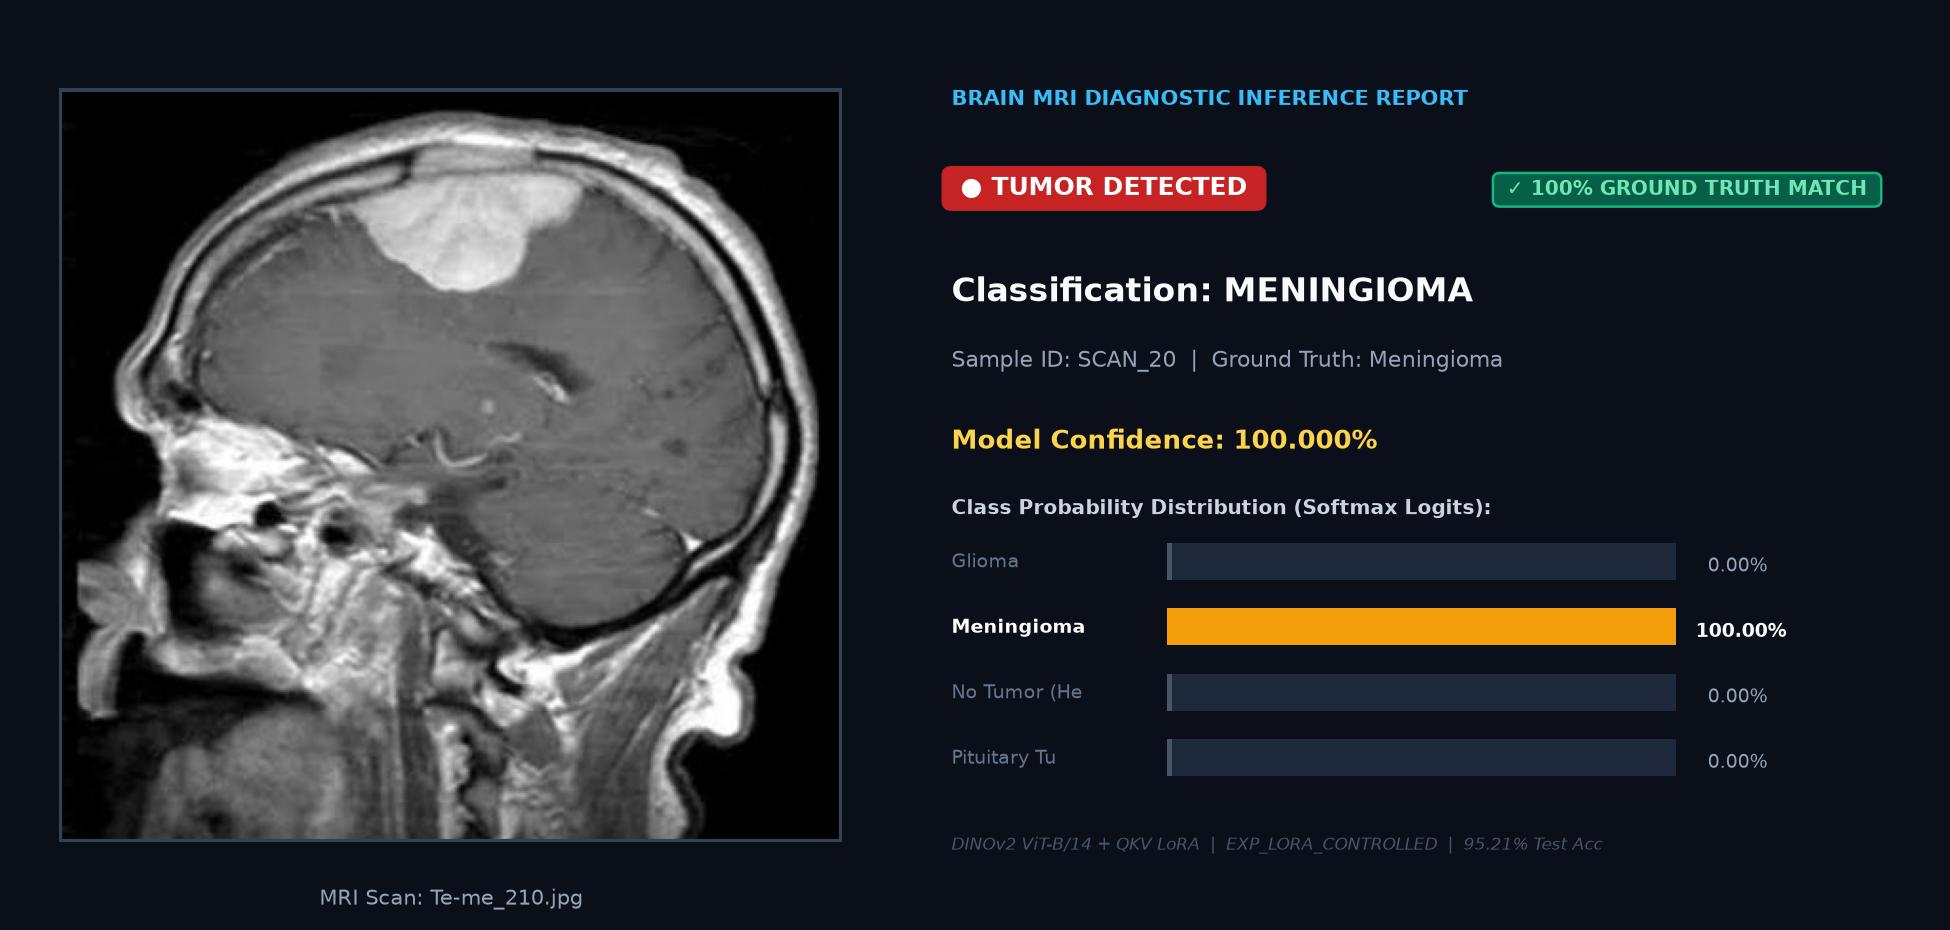 BRAIN MRI DIAGNOSTIC INFERENCE REPORT
● TUMOR DETECTED
✓ 100% GROUND TRUTH MATCH
Classification: MENINGIOMA
Sample ID: SCAN_20 | Ground Truth: Meningioma
Model Confidence: 100.000%
Class Probability Distribution (Softmax Logits):
Glioma 0.00%
Meningioma 100.00%
No Tumor (He 0.00%
Pituitary Tu 0.00%
DINOv2 ViT-B/14 + QKV LoRA | EXP_LORA_CONTROLLED | 95.21% Test Acc
MRI Scan: Te-me_210.jpg